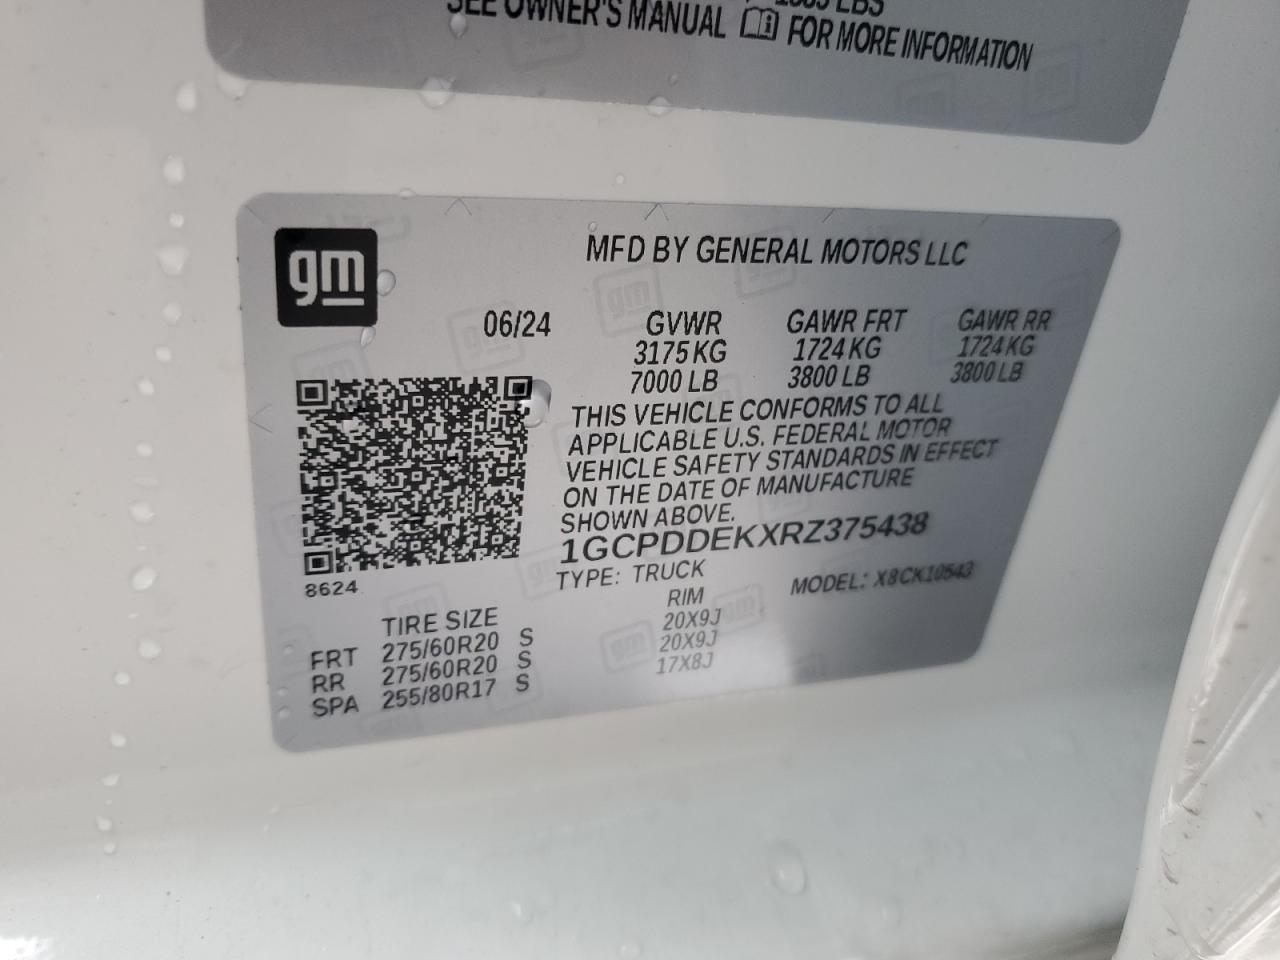 SEE OWNER'S MANUAL FOR MORE INFORMATION
gm
MFD BY GENERAL MOTORS LLC
06/24 GVWR GAWR FRT GAWR RR
3175 KG 1724 KG 1724 KG
7000 LB 3800 LB 3800 LB
THIS VEHICLE CONFORMS TO ALL
APPLICABLE U.S. FEDERAL MOTOR
VEHICLE SAFETY STANDARDS IN EFFECT
ON THE DATE OF MANUFACTURE
SHOWN ABOVE.
1GCPDDEKXRZ375438
TYPE: TRUCK MODEL: X8CK10543
8624
TIRE SIZE RIM
FRT 275/60R20 S 20X9J
RR 275/60R20 S 20X9J
SPA 255/80R17 S 17X8J